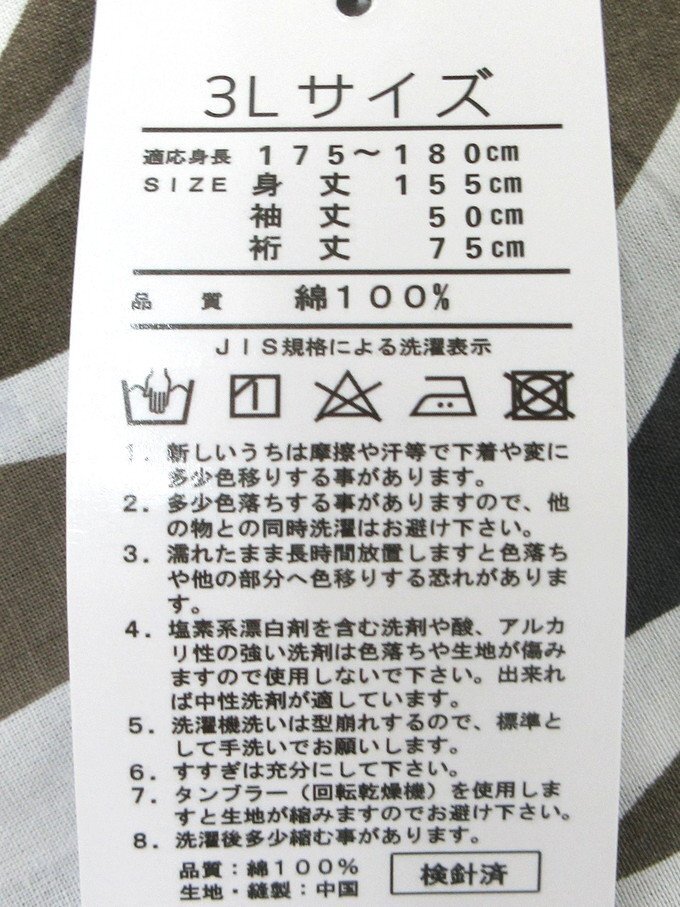 3Lサイズ
適応身長 175～180cm
SIZE 身丈 155cm
袖丈 50cm
裄丈 75cm
品質 綿100%
JIS規格による洗濯表示
1. 新しいうちは摩擦や汗等で下着や変に
多少色移りする事があります。
2. 多少色落ちする事がありますので、他
の物との同時洗濯はお避け下さい。
3. 濡れたまま長時間放置しますと色落ち
や他の部分へ色移りする恐れがありま
す。
4. 塩素系漂白剤を含む洗剤や酸、アルカ
リ性の強い洗剤は色落ちや生地が傷み
ますので使用しないで下さい。出来れ
ば中性洗剤が適しています。
5. 洗濯機洗いは型崩れするので、標準と
して手洗いでお願いします。
6. すすぎは充分にして下さい。
7. タンブラー（回転乾燥機）を使用しま
すと生地が縮みますのでお避け下さい。
8. 洗濯後多少縮む事があります。
品質：綿100%
生地・縫製：中国
検針済